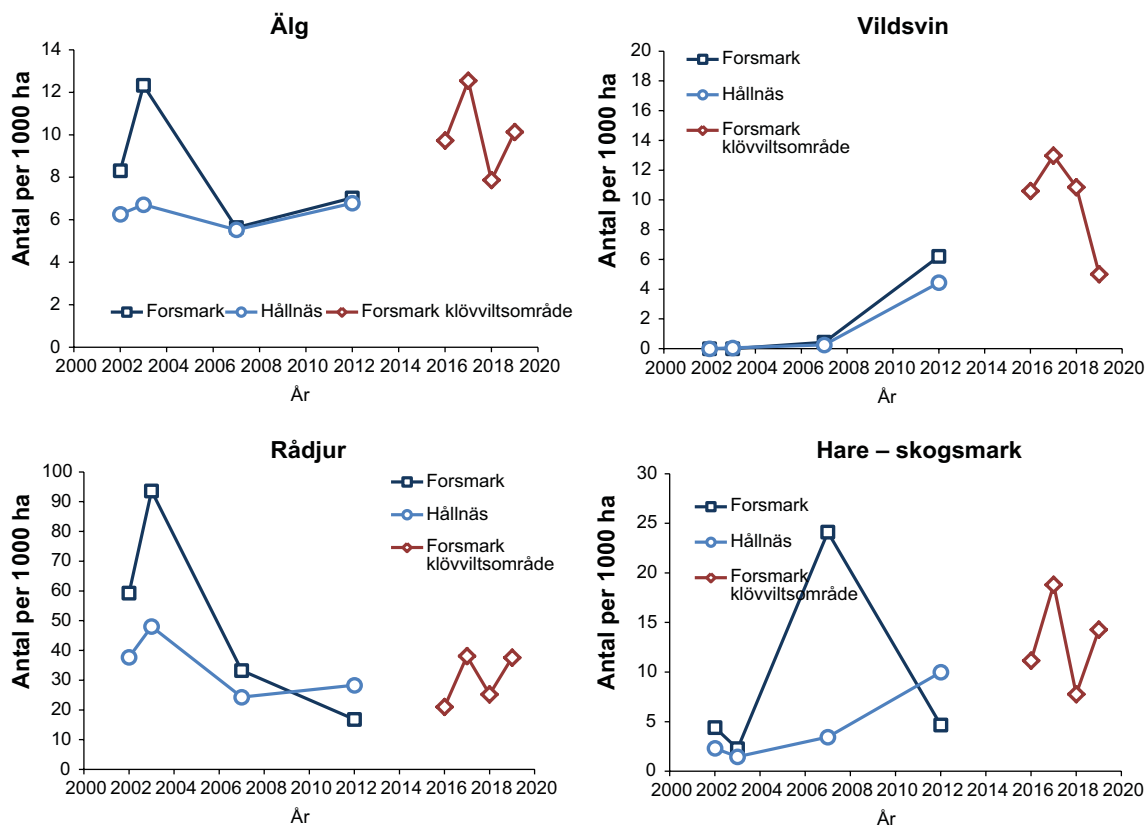 Älg
Antal per 1000 ha
14
12
10
8
6
4
2
0
Forsmark Hållnäs Forsmark klövviltsområde
2000 2002 2004 2006 2008 2010 2012 2014 2016 2018 2020
År
Vildsvin
Antal per 1000 ha
20
18
16
14
12
10
8
6
4
2
0
Forsmark
Hållnäs
Forsmark
klövviltsområde
2000 2002 2004 2006 2008 2010 2012 2014 2016 2018 2020
År
Rådjur
Antal per 1000 ha
100
90
80
70
60
50
40
30
20
10
0
Forsmark
Hållnäs
Forsmark
klövviltsområde
2000 2002 2004 2006 2008 2010 2012 2014 2016 2018 2020
År
Hare – skogsmark
Antal per 1000 ha
30
25
20
15
10
5
0
Forsmark
Hållnäs
Forsmark
klövviltsområde
2000 2002 2004 2006 2008 2010 2012 2014 2016 2018 2020
År